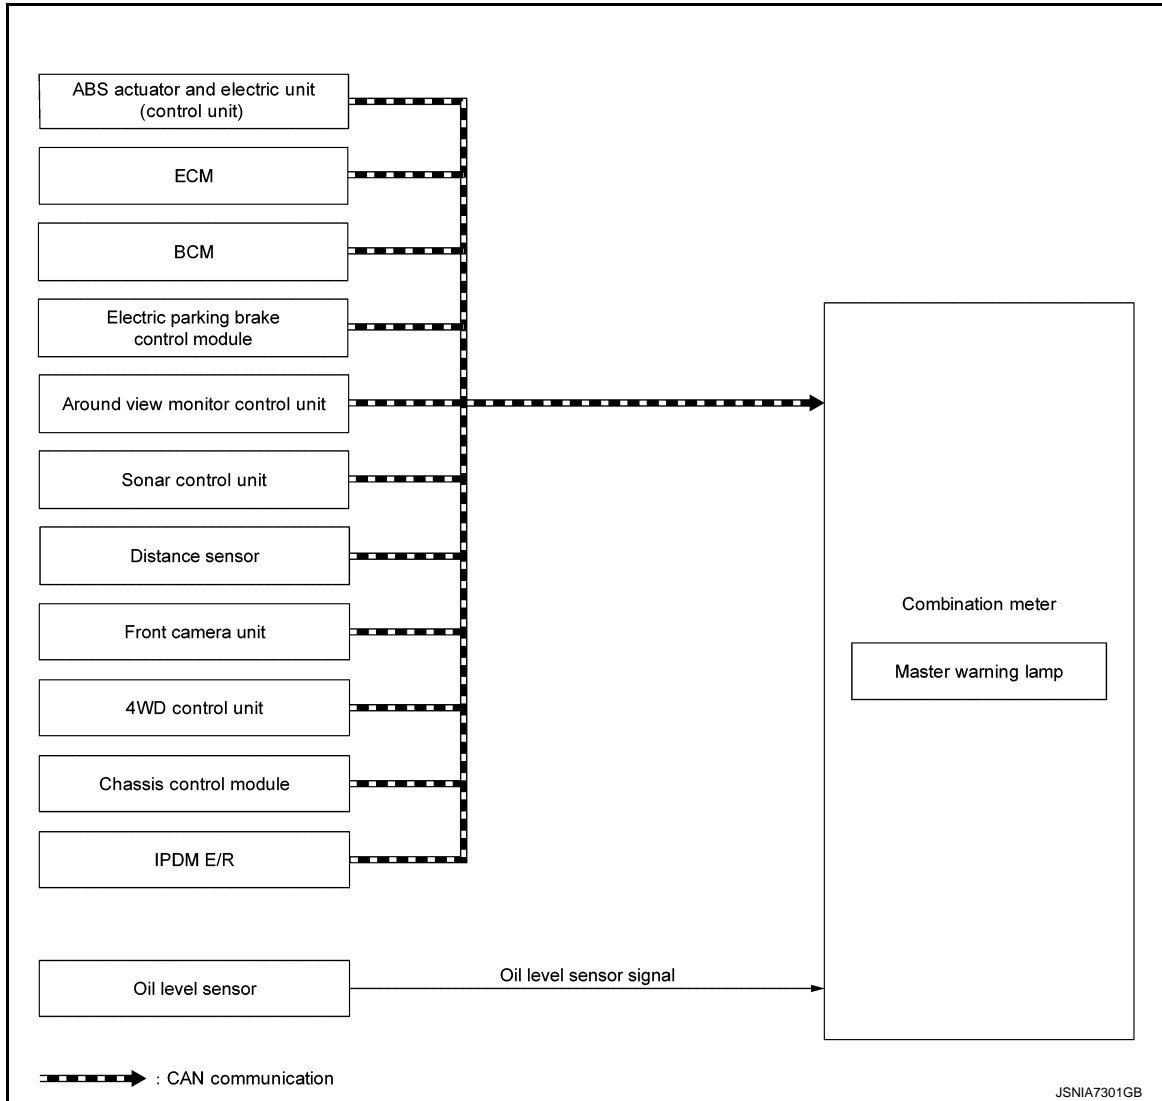 ABS actuator and electric unit
(control unit)
ECM
BCM
Electric parking brake
control module
Around view monitor control unit
Sonar control unit
Distance sensor
Front camera unit
4WD control unit
Chassis control module
IPDM E/R
Combination meter
Master warning lamp
Oil level sensor
Oil level sensor signal
: CAN communication
JSNIA7301GB